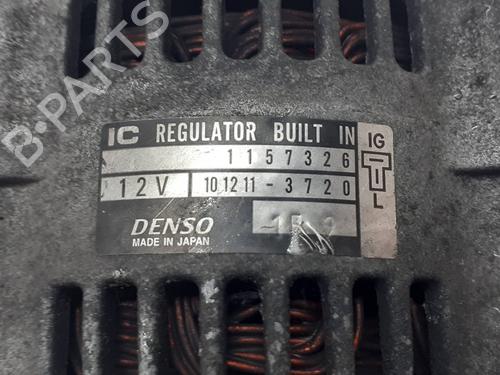 B-PARTS
IC REGULATOR BUILT IN
1157326
12V 101211-3720
DENSO
MADE IN JAPAN
IG
L